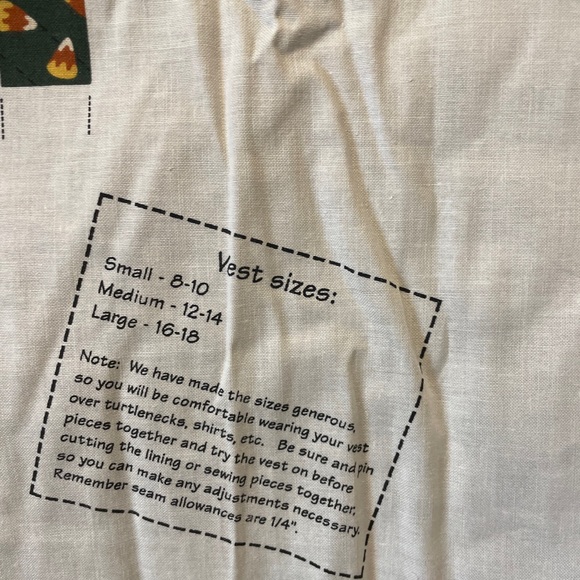 Vest sizes:
Small - 8-10
Medium - 12-14
Large - 16-18
Note: We have made the sizes generous,
so you will be comfortable wearing your vest
over turtlenecks, shirts, etc. Be sure and pin
pieces together and try the vest on before
cutting the lining or sewing pieces together,
so you can make any adjustments necessary.
Remember seam allowances are 1/4".